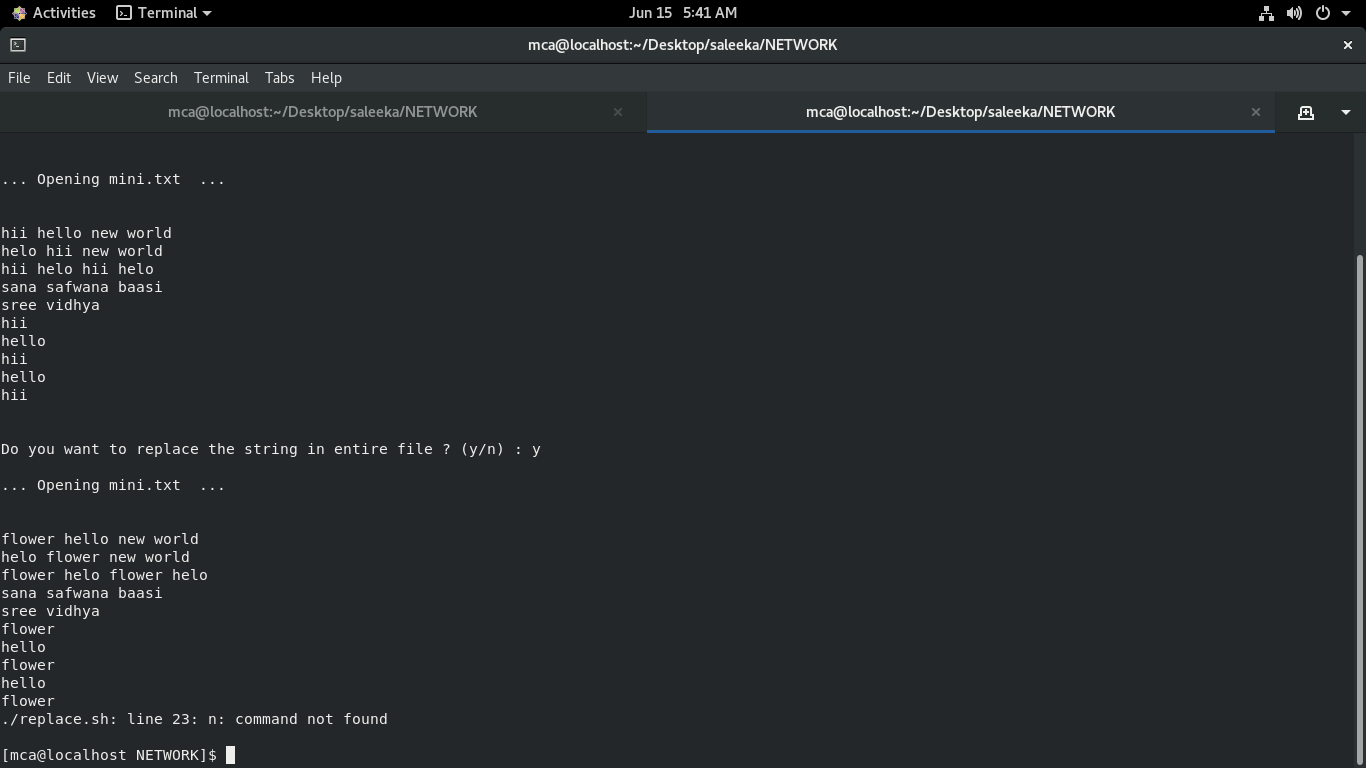 Activities Terminal Jun 15 5:41 AM
mca@localhost:~/Desktop/saleeka/NETWORK
File Edit View Search Terminal Tabs Help
mca@localhost:~/Desktop/saleeka/NETWORK mca@localhost:~/Desktop/saleeka/NETWORK
... Opening mini.txt  ...
hii hello new world
helo hii new world
hii helo hii helo
sana safwana baasi
sree vidhya
hii
hello
hii
hello
hii
Do you want to replace the string in entire file ? (y/n) : y
... Opening mini.txt  ...
flower hello new world
helo flower new world
flower helo flower helo
sana safwana baasi
sree vidhya
flower
hello
flower
hello
flower
./replace.sh: line 23: n: command not found
[mca@localhost NETWORK]$